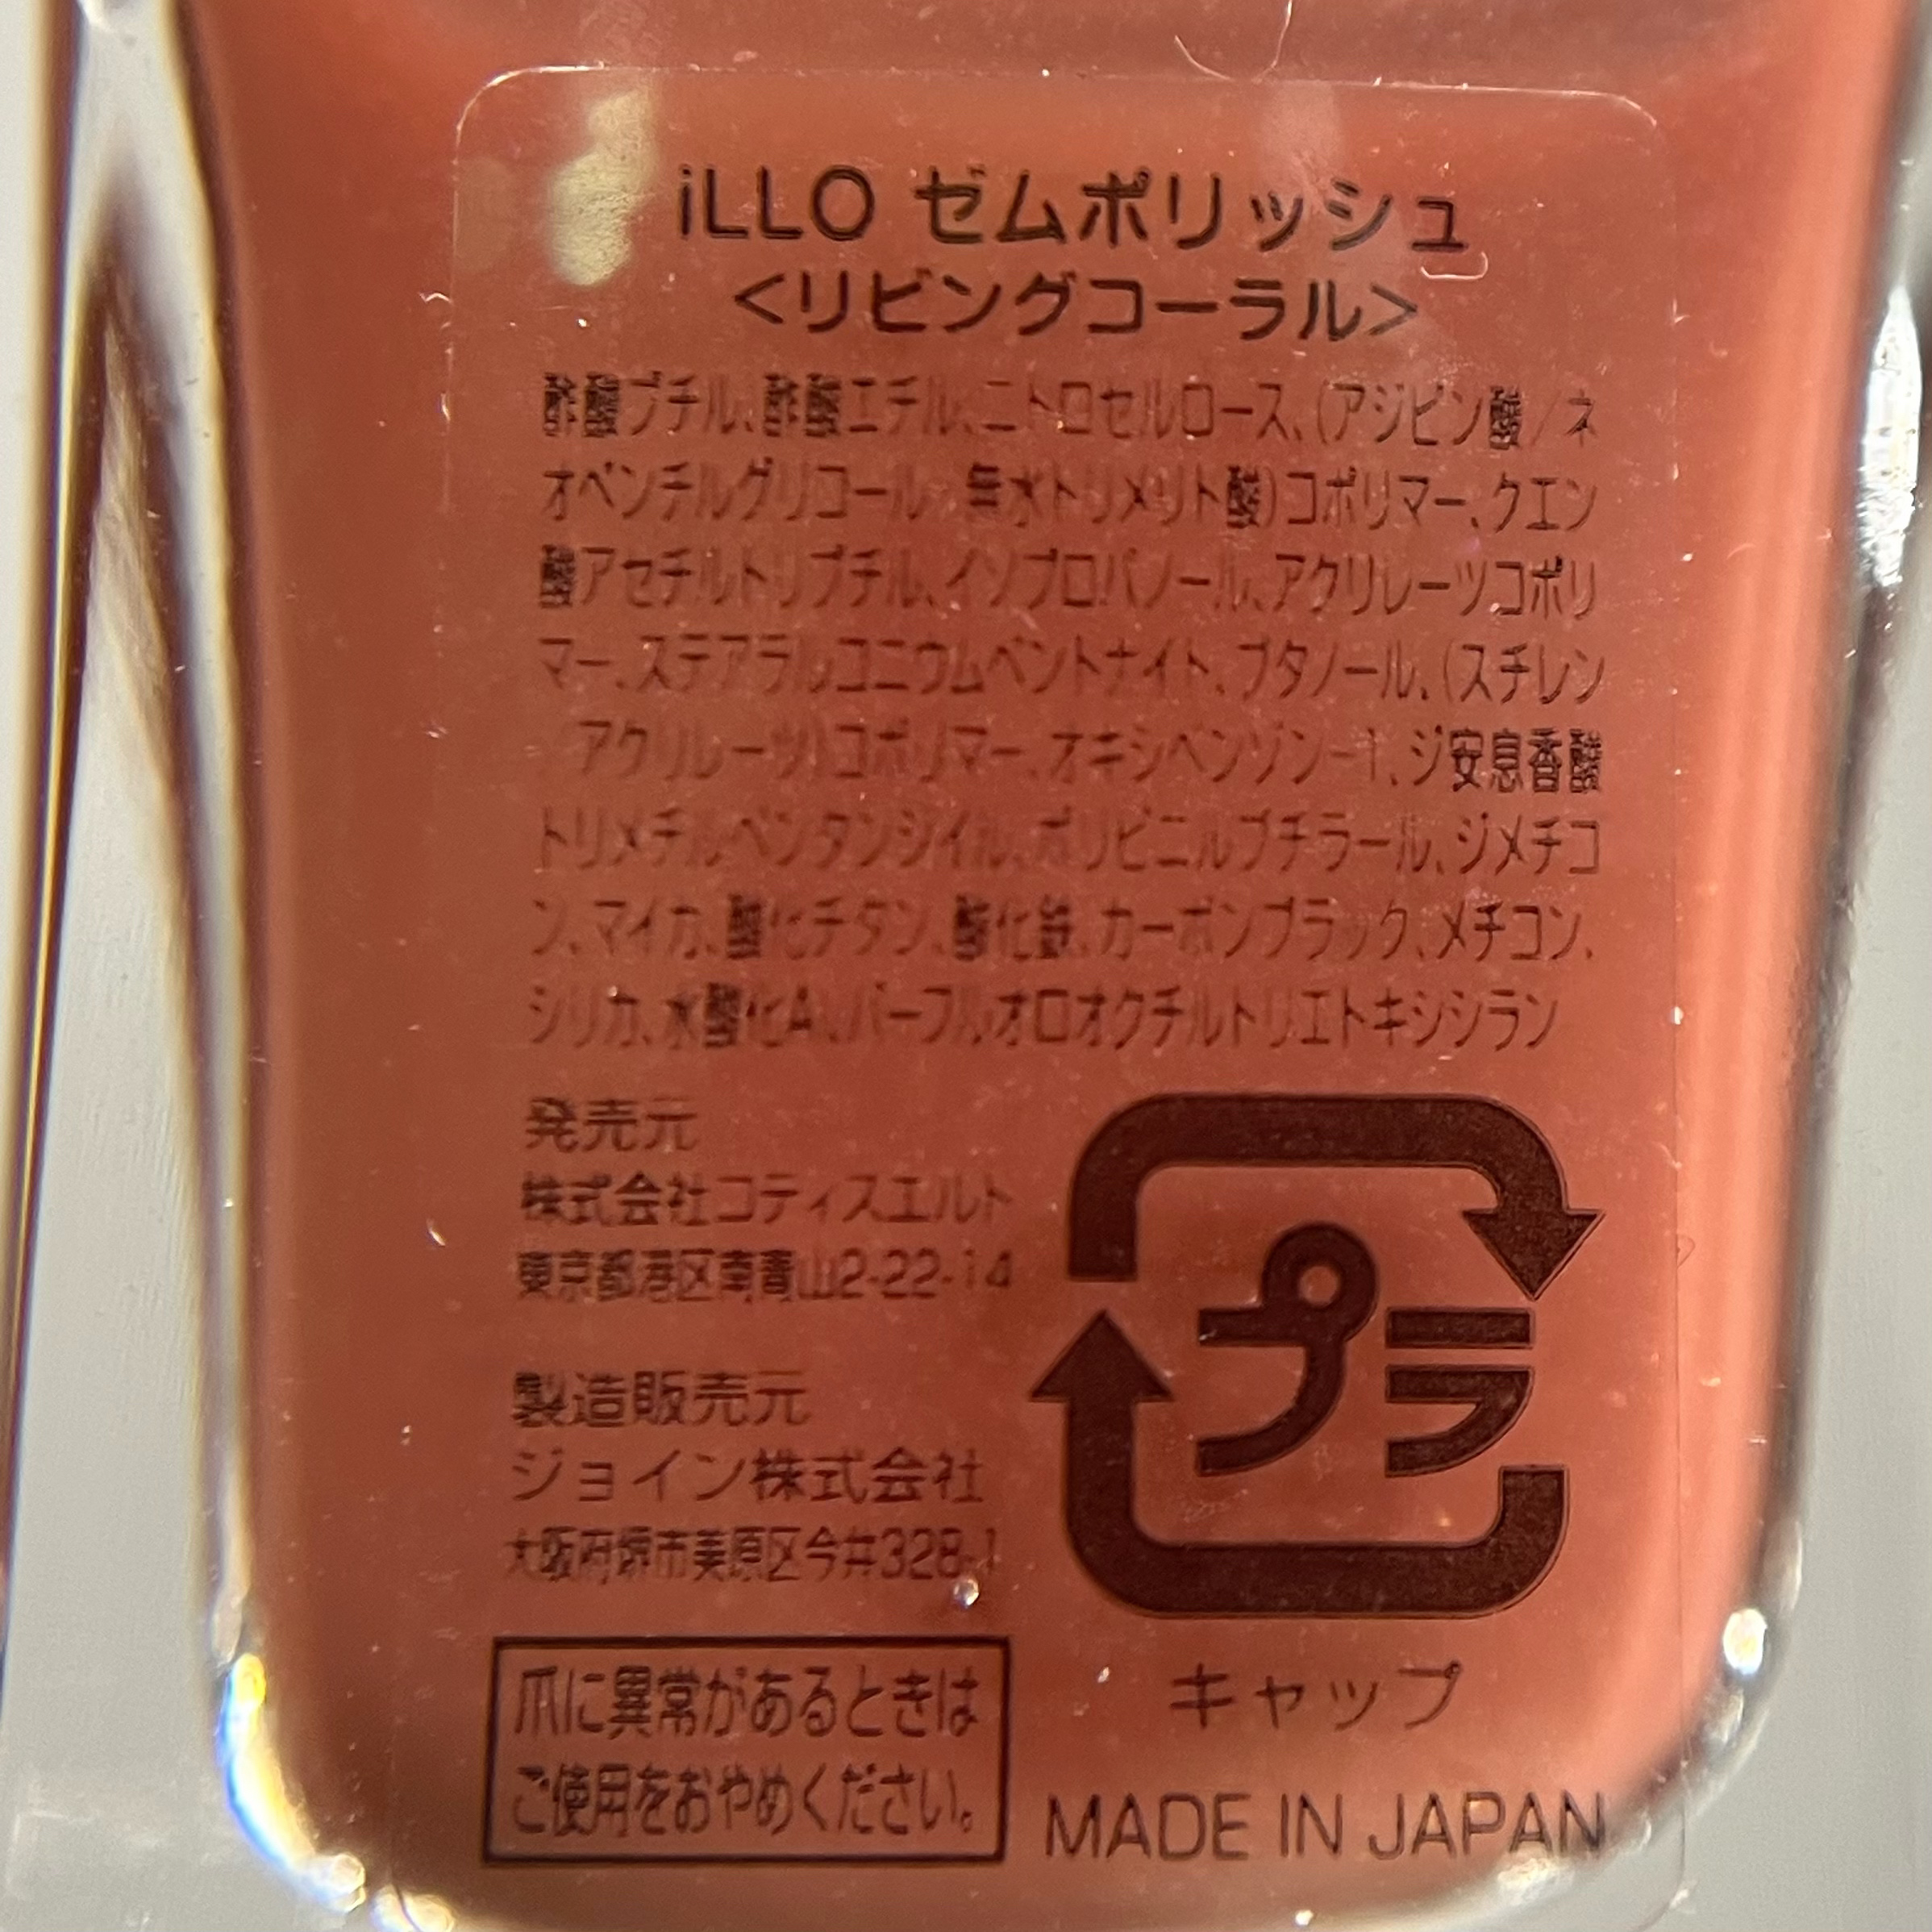 iLLO ゼムポリッシュ
<リビングコーラル>
酢酸ブチル、酢酸エチル、ニトロセルロース、(アジピン酸/ネ
オペンチルグリコール/無水トリメリト酸)コポリマー、クエン
酸アセチルトリブチル、イソプロパノール、アクリレーツコポリ
マー、ステアラルコニウムベントナイト、ブタノール、(スチレン
/アクリレーツ)コポリマー、オキシベンゾン-1、ジ安息香酸
トリメチルペンタンジイル、ポリビニルブチラール、ジメチコ
ン、マイカ、酸化チタン、酸化鉄、カーボンブラック、メチコン、
シリカ、水酸化Al、パーフルオロオクチルトリエトキシシラン
発売元
株式会社コティスエルト
東京都港区南青山2-22-14
製造販売元
ジョイン株式会社
大阪府堺市美原区今井328-1
爪に異常があるときは
ご使用をおやめください。
プラ
キャップ
MADE IN JAPAN